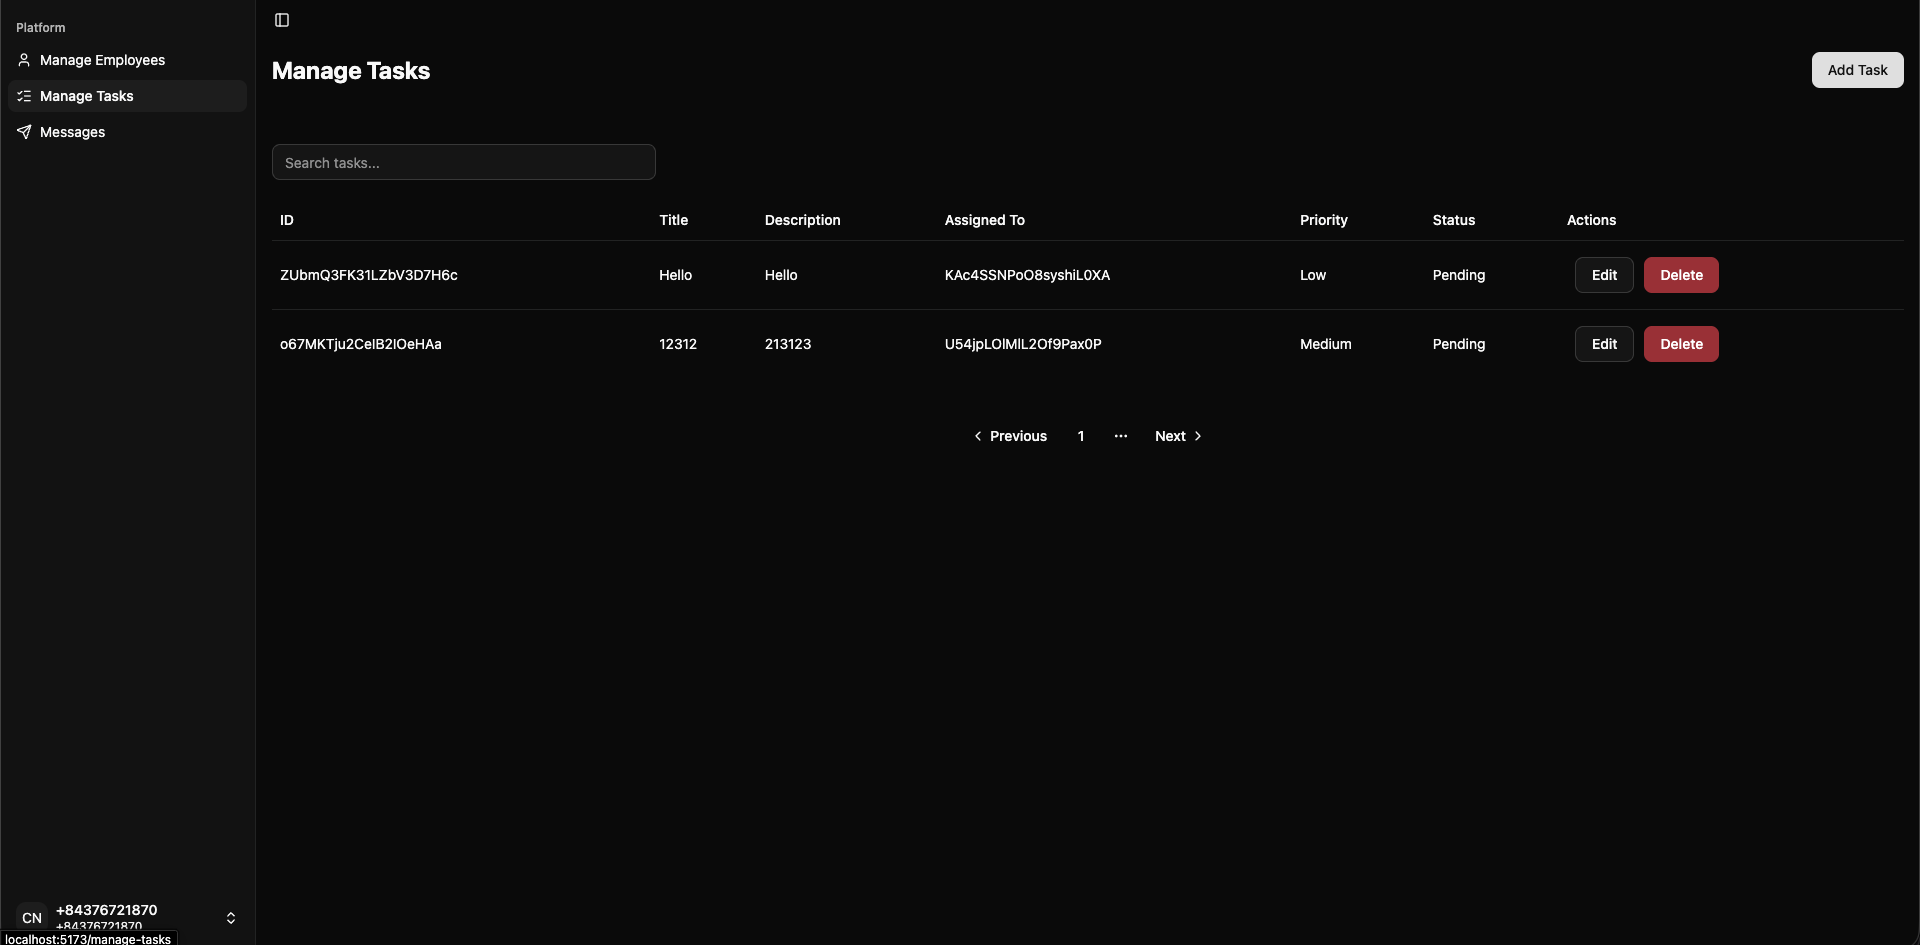 Platform
Manage Employees
Manage Tasks
Messages
Manage Tasks
Add Task
Search tasks...
ID Title Description Assigned To Priority Status Actions
ZUbmQ3FK31LZbV3D7H6c Hello Hello KAc4SSNPoO8syshiL0XA Low Pending Edit Delete
o67MKTju2CelB2lOeHAa 12312 213123 U54jpLOlMlL2Of9Pax0P Medium Pending Edit Delete
Previous 1 ... Next
CN +84376721870
+84376721870
localhost:5173/manage-tasks